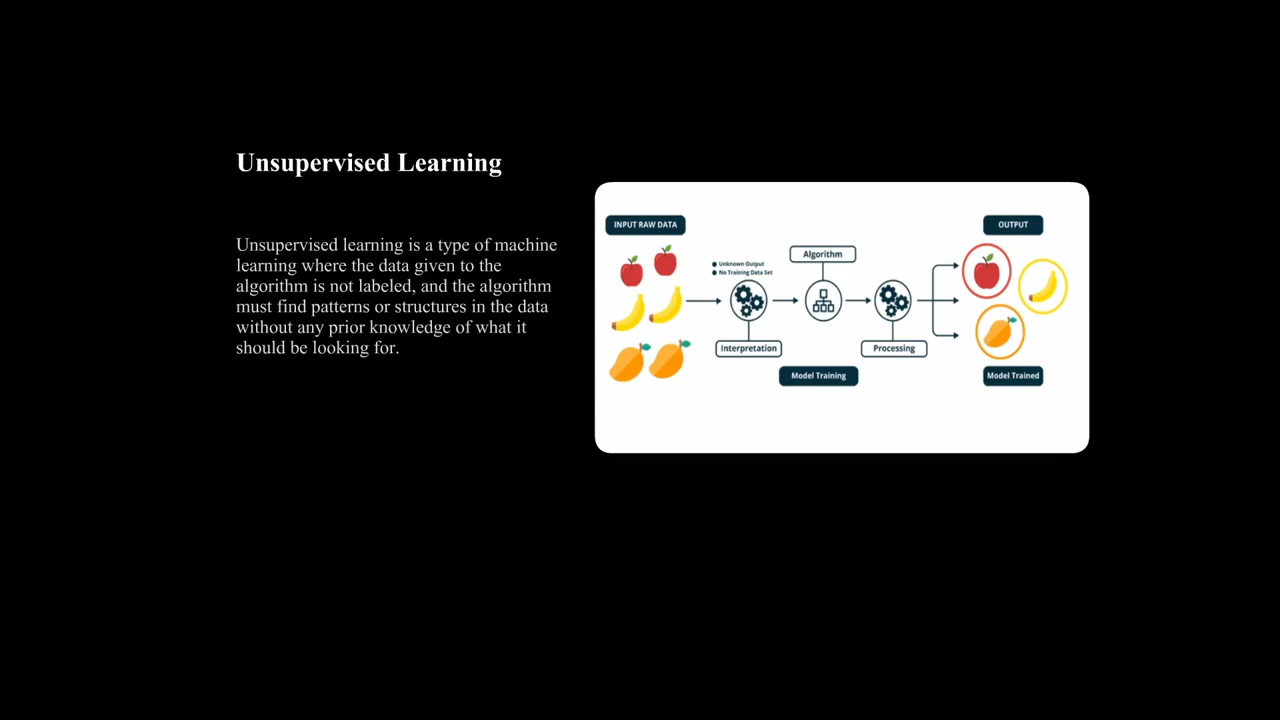 Unsupervised Learning
Unsupervised learning is a type of machine
learning where the data given to the
algorithm is not labeled, and the algorithm
must find patterns or structures in the data
without any prior knowledge of what it
should be looking for.
INPUT RAW DATA
OUTPUT
Algorithm
Unknown Output
No Training Data Set
Interpretation
Processing
Model Training
Model Trained